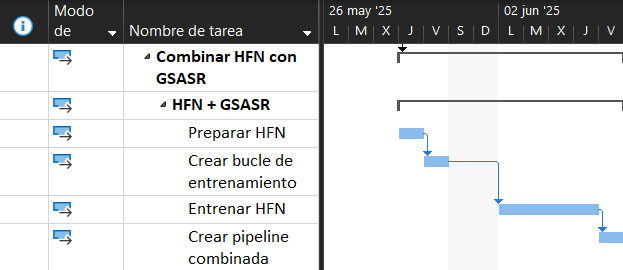 Modo
de
Nombre de tarea
26 may '25
02 jun '25
L M X J V S D L M X J V
Combinar HFN con
GSASR
HFN + GSASR
Preparar HFN
Crear bucle de
entrenamiento
Entrenar HFN
Crear pipeline
combinada